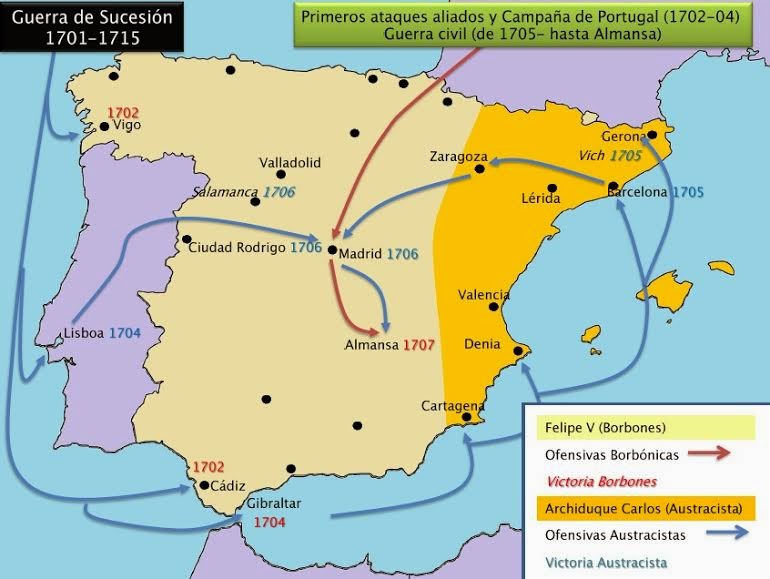 Guerra de Sucesión
1701-1715
Primeros ataques aliados y Campaña de Portugal (1702-04)
Guerra civil (de 1705- hasta Almansa)
1702
Vigo
Gerona
Vich 1705
Zaragoza
Valladolid
Salamanca 1706
Lérida
Barcelona 1705
Ciudad Rodrigo 1706
Madrid 1706
Valencia
Lisboa 1704
Almansa 1707
Denia
Cartagena
1702
Cádiz
Gibraltar
1704
Felipe V (Borbones)
Ofensivas Borbónicas
Victoria Borbones
Archiduque Carlos (Austracista)
Ofensivas Austracistas
Victoria Austracista